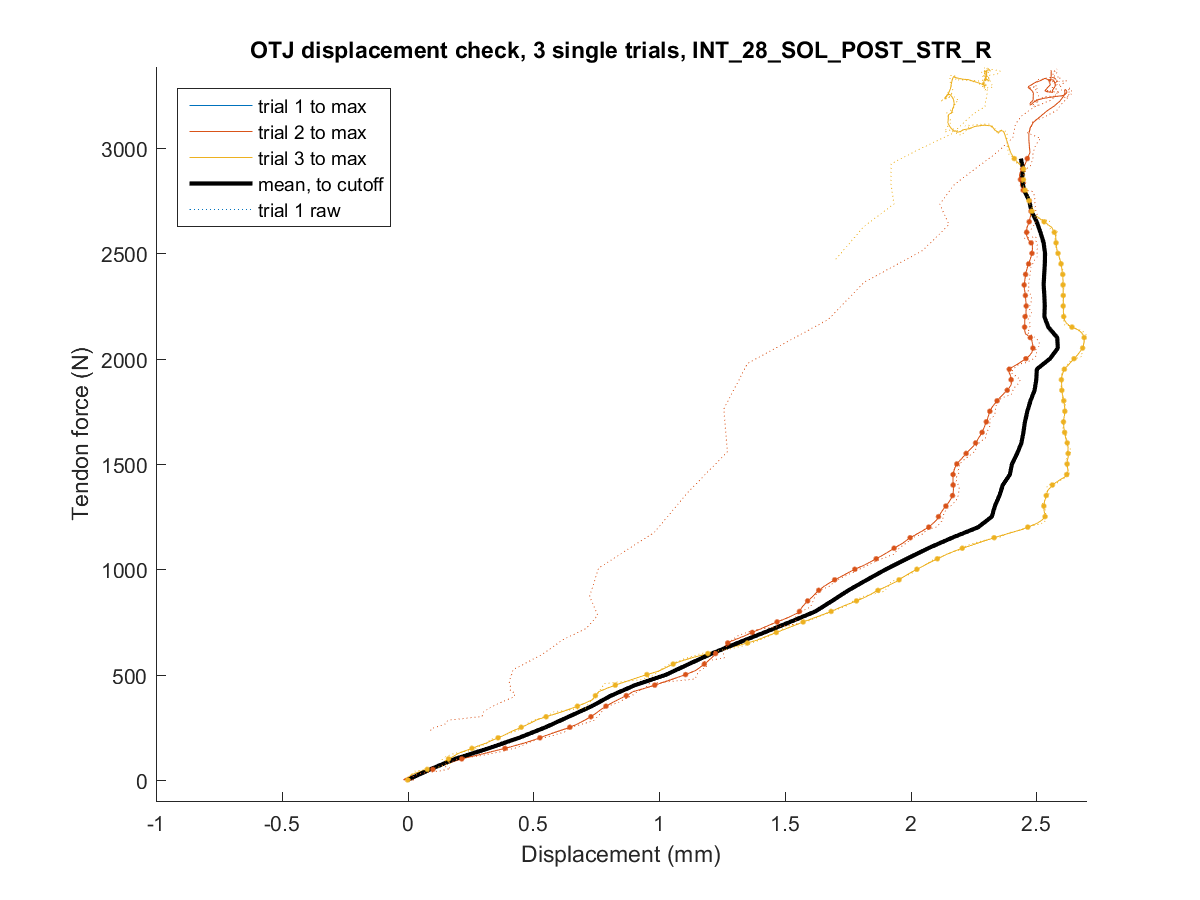 OTJ displacement check, 3 single trials, INT_28_SOL_POST_STR_R
trial 1 to max
trial 2 to max
trial 3 to max
mean, to cutoff
trial 1 raw
Tendon force (N)
3000
2500
2000
1500
1000
500
0
-1 -0.5 0 0.5 1 1.5 2 2.5
Displacement (mm)